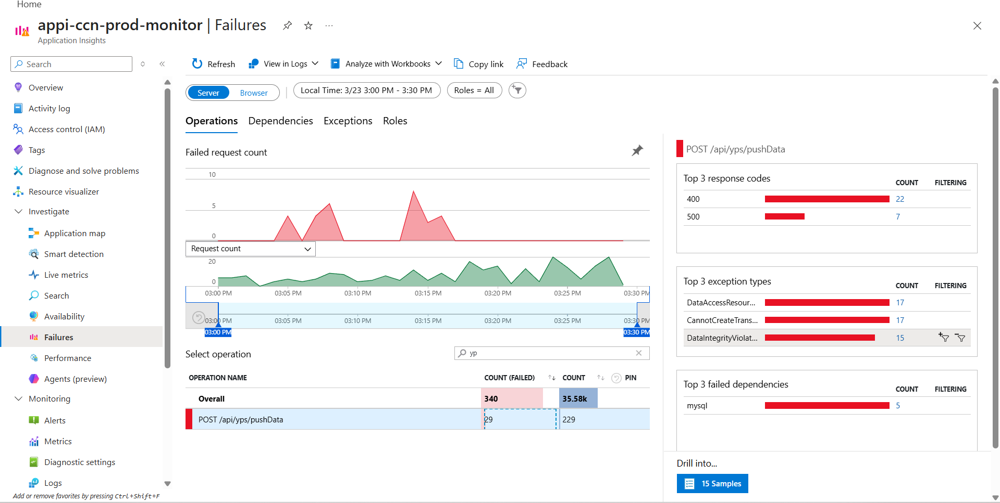 Home
appi-ccn-prod-monitor | Failures
Application Insights
Search
Overview
Activity log
Access control (IAM)
Tags
Diagnose and solve problems
Resource visualizer
Investigate
Application map
Smart detection
Live metrics
Search
Availability
Failures
Performance
Agents (preview)
Monitoring
Alerts
Metrics
Diagnostic settings
Logs
Add or remove favorites by pressing Ctrl+Shift+F
Refresh
View in Logs
Analyze with Workbooks
Copy link
Feedback
Server
Browser
Local Time: 3/23 3:00 PM - 3:30 PM
Roles = All
Operations
Dependencies
Exceptions
Roles
Failed request count
10
5
0
Request count
20
0
03:00 PM 03:05 PM 03:10 PM 03:15 PM 03:20 PM 03:25 PM 03:30 PM
03:00 PM 03:05 PM 03:10 PM 03:15 PM 03:20 PM 03:25 PM 03:30 PM
03:00 PM 03:30 PM
Select operation
yp
OPERATION NAME COUNT (FAILED) COUNT PIN
Overall 340 35.58k
POST /api/yps/pushData 29 229
POST /api/yps/pushData
Top 3 response codes COUNT FILTERING
400 22
500 7
Top 3 exception types COUNT FILTERING
DataAccessResour... 17
CannotCreateTrans... 17
DataIntegrityViolat... 15
Top 3 failed dependencies COUNT FILTERING
mysql 5
Drill into...
15 Samples